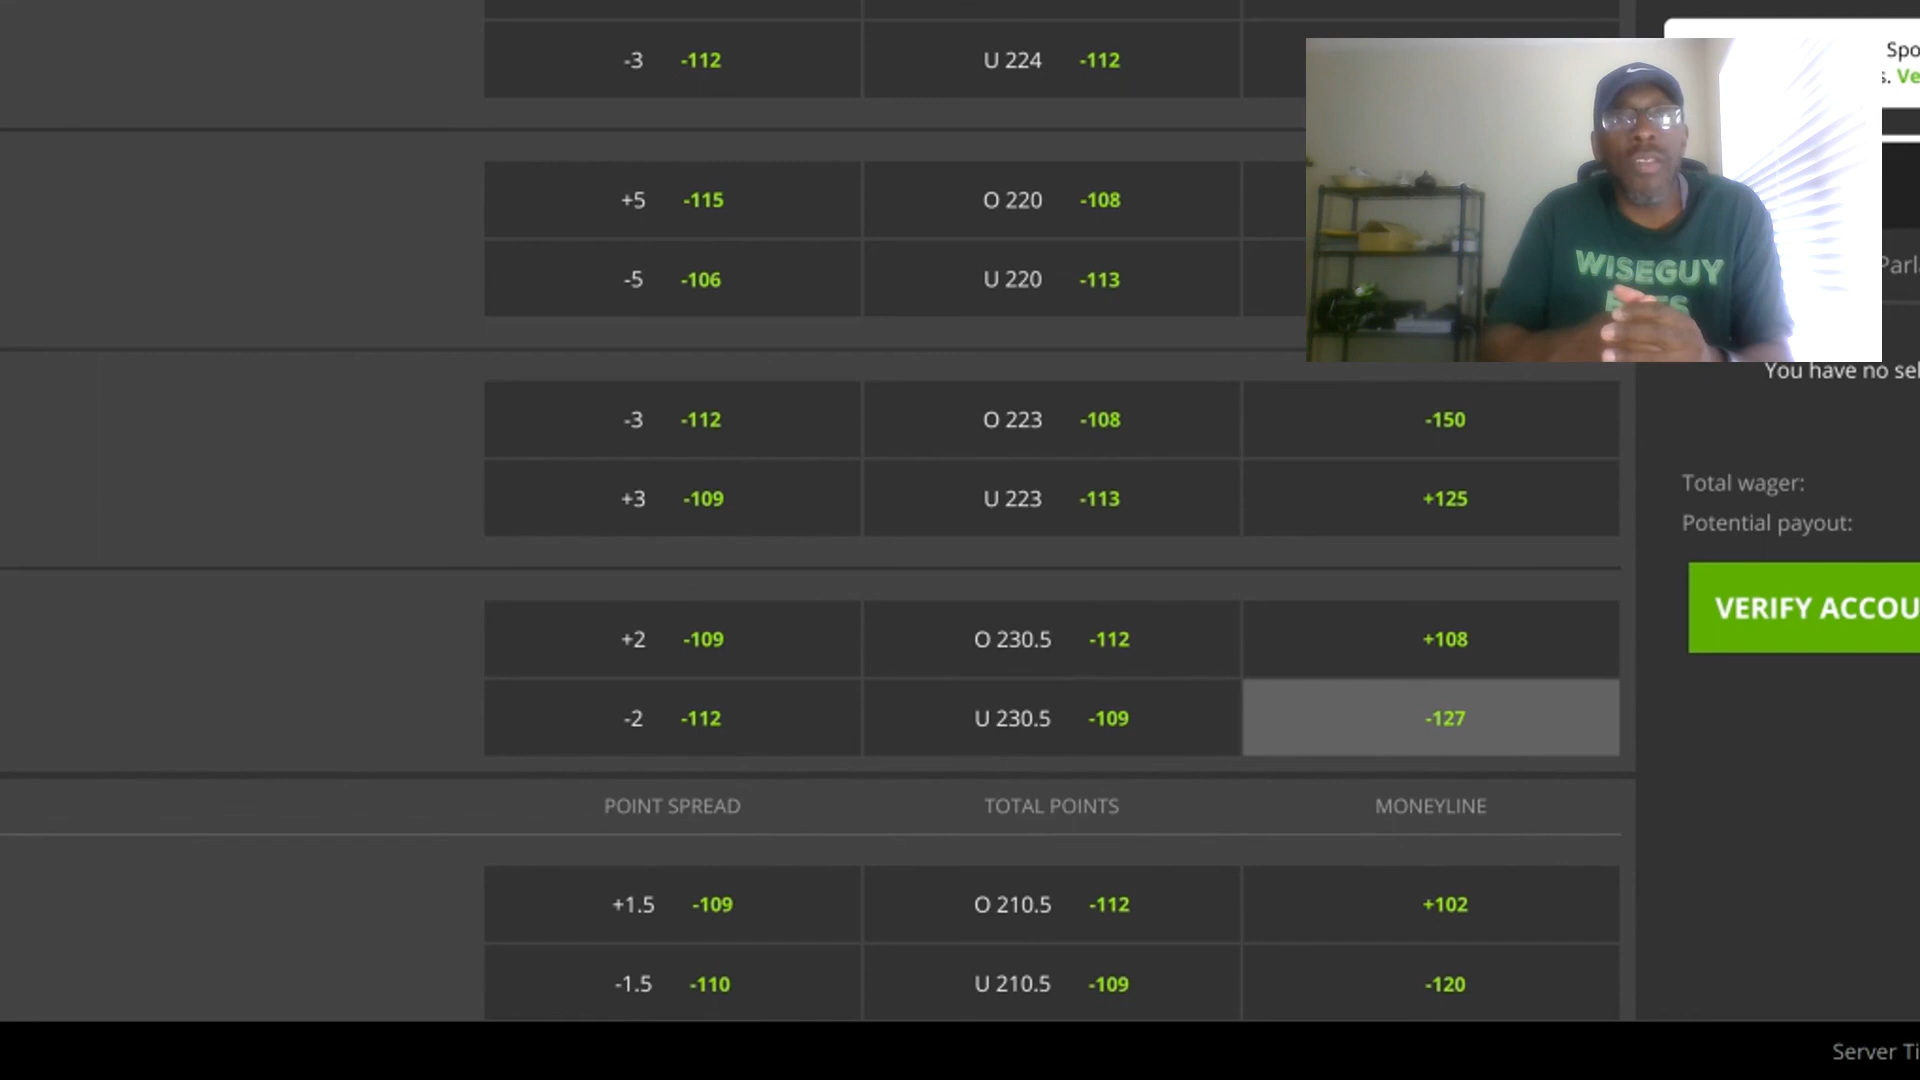 -3 -112 U 224 -112
Spo
s. Ve
+5 -115 O 220 -108
-5 -106 U 220 -113
WISEGUY
Parl
You have no sel
-3 -112 O 223 -108 -150
+3 -109 U 223 -113 +125
Total wager:
Potential payout:
VERIFY ACCOU
+2 -109 O 230.5 -112 +108
-2 -112 U 230.5 -109 -127
POINT SPREAD TOTAL POINTS MONEYLINE
+1.5 -109 O 210.5 -112 +102
-1.5 -110 U 210.5 -109 -120
Server Ti